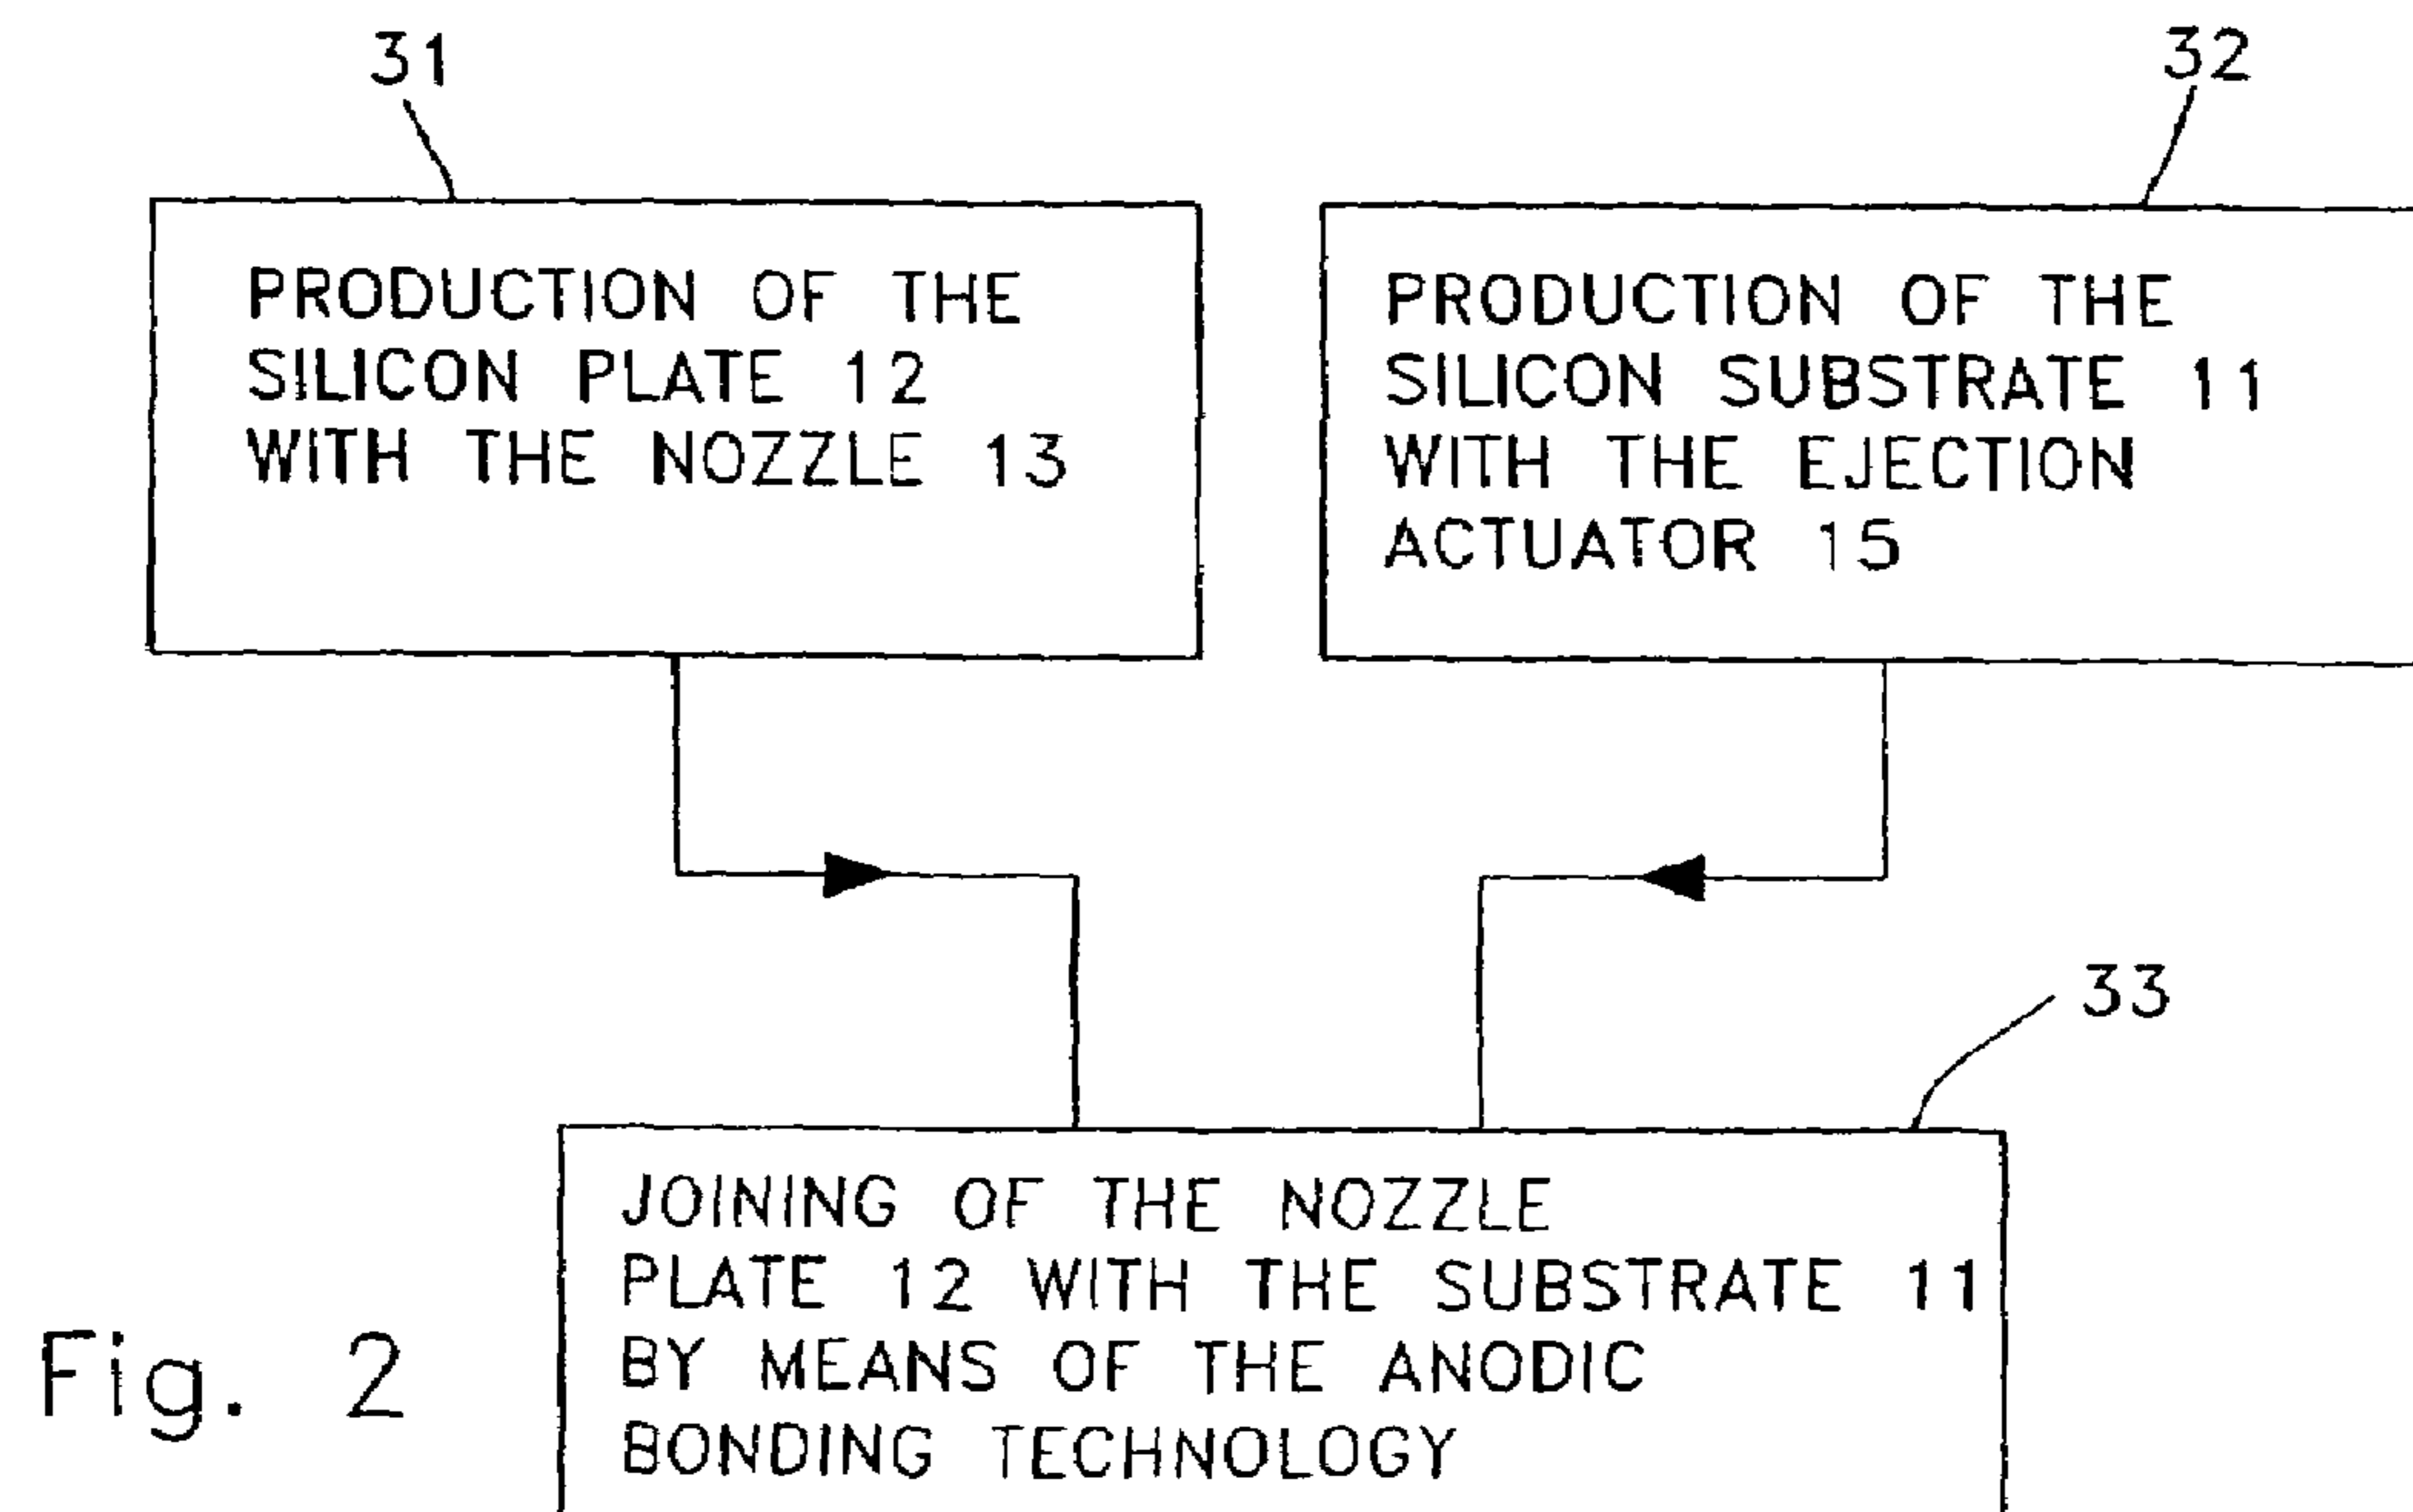 31
PRODUCTION OF THE
SILICON PLATE 12
WITH THE NOZZLE 13
32
PRODUCTION OF THE
SILICON SUBSTRATE 11
WITH THE EJECTION
ACTUATOR 15
33
JOINING OF THE NOZZLE
PLATE 12 WITH THE SUBSTRATE 11
BY MEANS OF THE ANODIC
BONDING TECHNOLOGY
Fig. 2